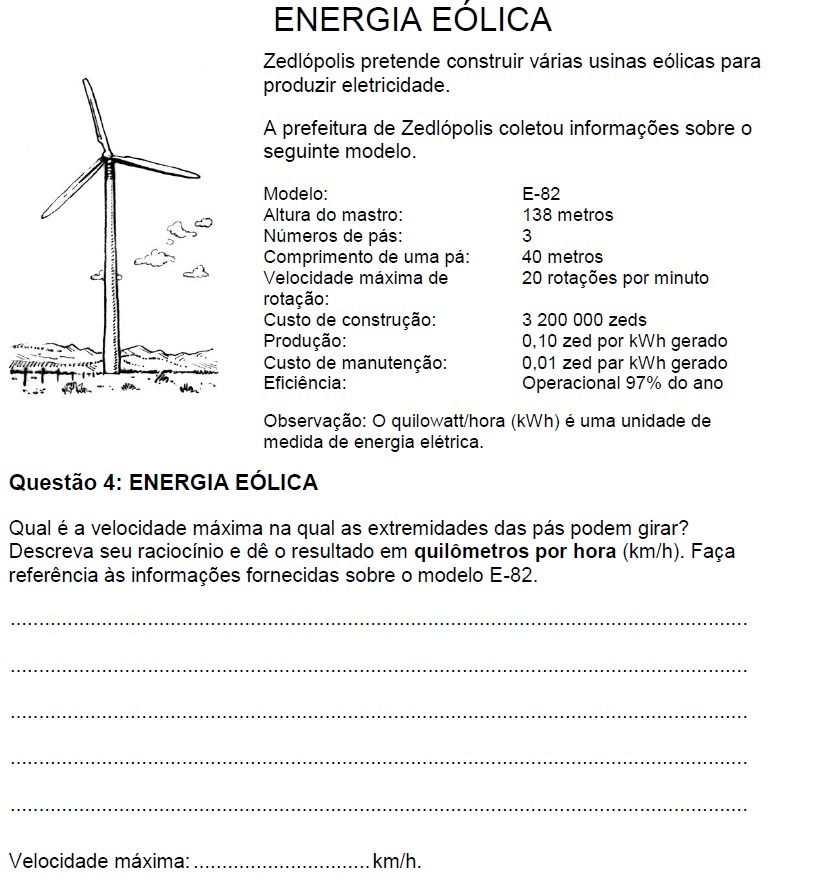 ENERGIA EÓLICA
Zedlópolis pretende construir várias usinas eólicas para
produzir eletricidade.
A prefeitura de Zedlópolis coletou informações sobre o
seguinte modelo.
Modelo: E-82
Altura do mastro: 138 metros
Números de pás: 3
Comprimento de uma pá: 40 metros
Velocidade máxima de 20 rotações por minuto
rotação:
Custo de construção: 3 200 000 zeds
Produção: 0,10 zed por kWh gerado
Custo de manutenção: 0,01 zed par kWh gerado
Eficiência: Operacional 97% do ano
Observação: O quilowatt/hora (kWh) é uma unidade de
medida de energia elétrica.
Questão 4: ENERGIA EÓLICA
Qual é a velocidade máxima na qual as extremidades das pás podem girar?
Descreva seu raciocínio e dê o resultado em quilômetros por hora (km/h). Faça
referência às informações fornecidas sobre o modelo E-82.
Velocidade máxima: ............................... km/h.